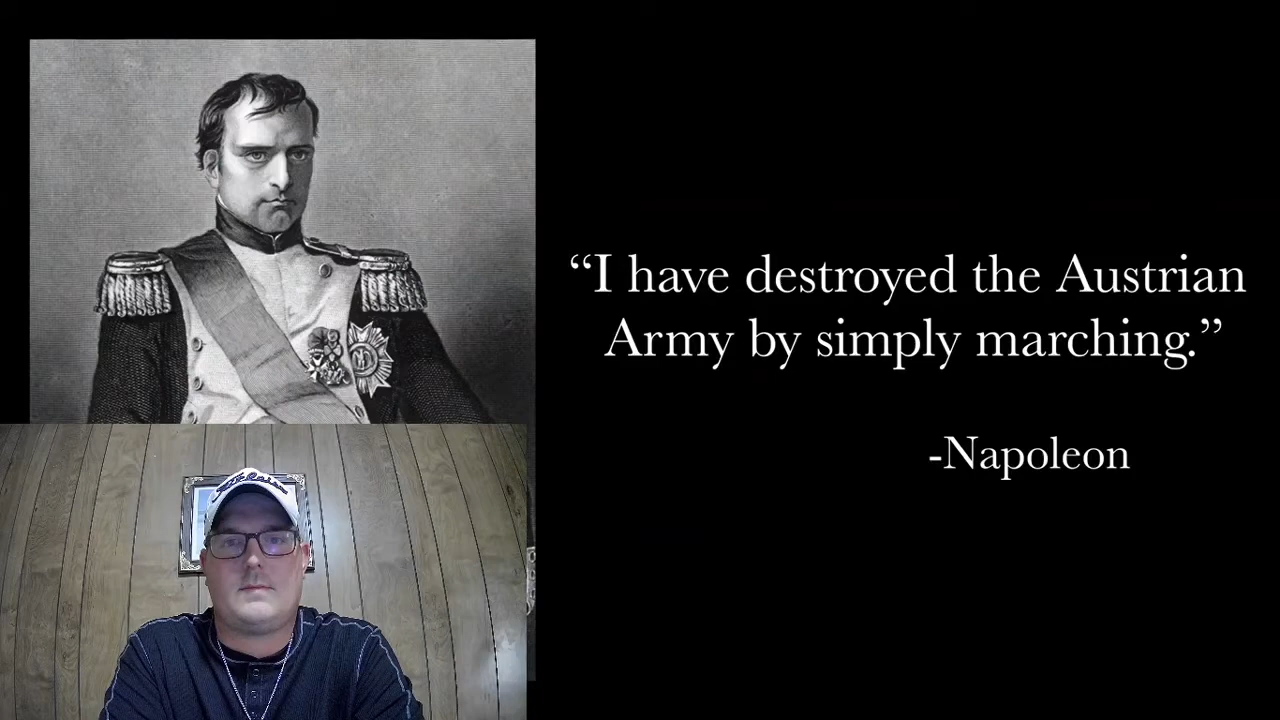 “I have destroyed the Austrian
Army by simply marching.”
-Napoleon